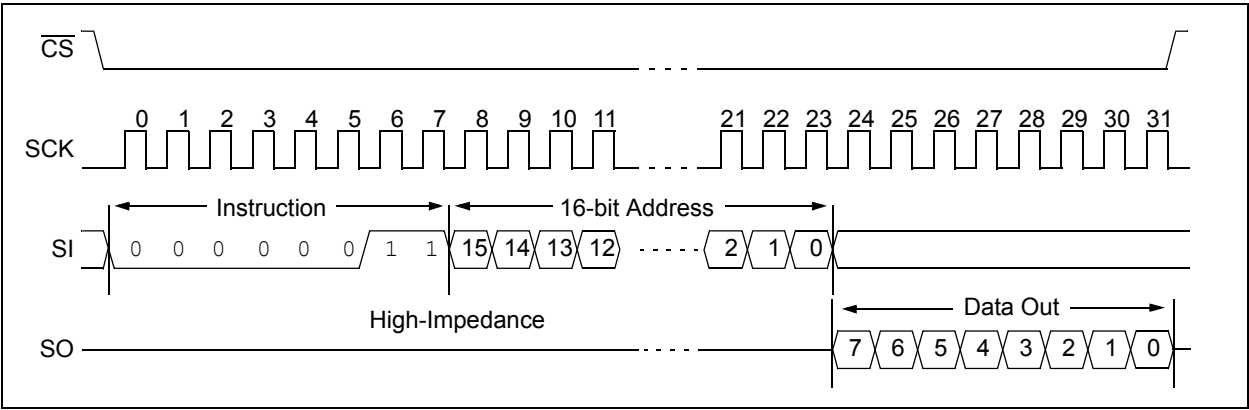 CS
0 1 2 3 4 5 6 7 8 9 10 11 21 22 23 24 25 26 27 28 29 30 31
SCK
Instruction 16-bit Address
SI 0 0 0 0 0 0 1 1 15 14 13 12 2 1 0
Data Out
High-Impedance
SO 7 6 5 4 3 2 1 0